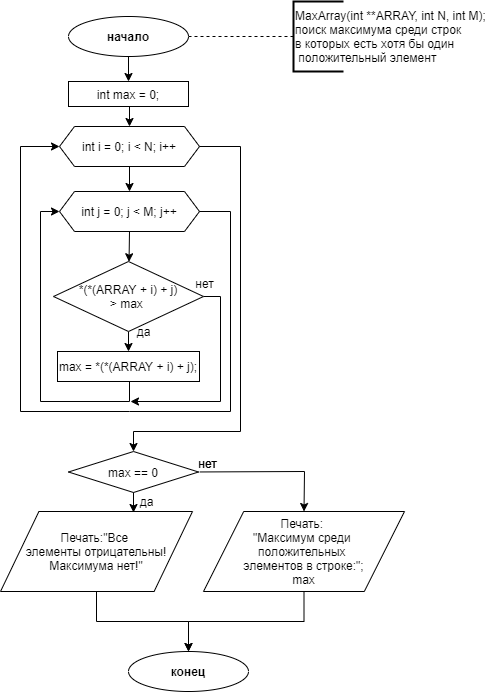 начало
MaxArray(int **ARRAY, int N, int M);
поиск максимума среди строк
в которых есть хотя бы один
положительный элемент
int max = 0;
int i = 0; i < N; i++
int j = 0; j < M; j++
*(*(ARRAY + i) + j)
> max
нет
да
max = *(*(ARRAY + i) + j);
max == 0
нет
да
Печать:"Все
элементы отрицательны!
Максимума нет!"
Печать:
"Максимум среди
положительных
элементов в строке:";
max
конец